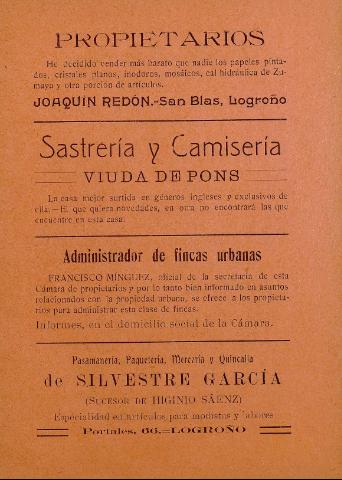 PROPIETARIOS
He decidido vender más barato que nadie los papeles pinta-
dos, cristales planos, inodoros, mosáicos, cal hidráulica de Zu-
maya y otra porción de artículos.
JOAQUÍN REDÓN.-San Blas, Logroño
Sastrería y Camisería
VIUDA DE PONS
La casa mejor surtida en géneros ingleses y exclusivos de
ella.—El que quiera novedades, en otra no encontrará las que
encuentre en esta casa.
Administrador de fincas urbanas
FRANCISCO MÍNGUEZ, oficial de la secretaría de esta
Cámara de propietarios y por lo tanto bien informado en asuntos
relacionados con la propiedad urbana, se ofrece a los propieta-
rios para administrar esta clase de fincas.
Informes, en el domicilio social de la Cámara.
Pasamanería, Paquetería, Mercería y Quincalla
de SILVESTRE GARCÍA
(SUCESOR DE HIGINIO SÁENZ)
Especialidad en artículos para modistas y labores
Portales, 66.=LOGROÑO